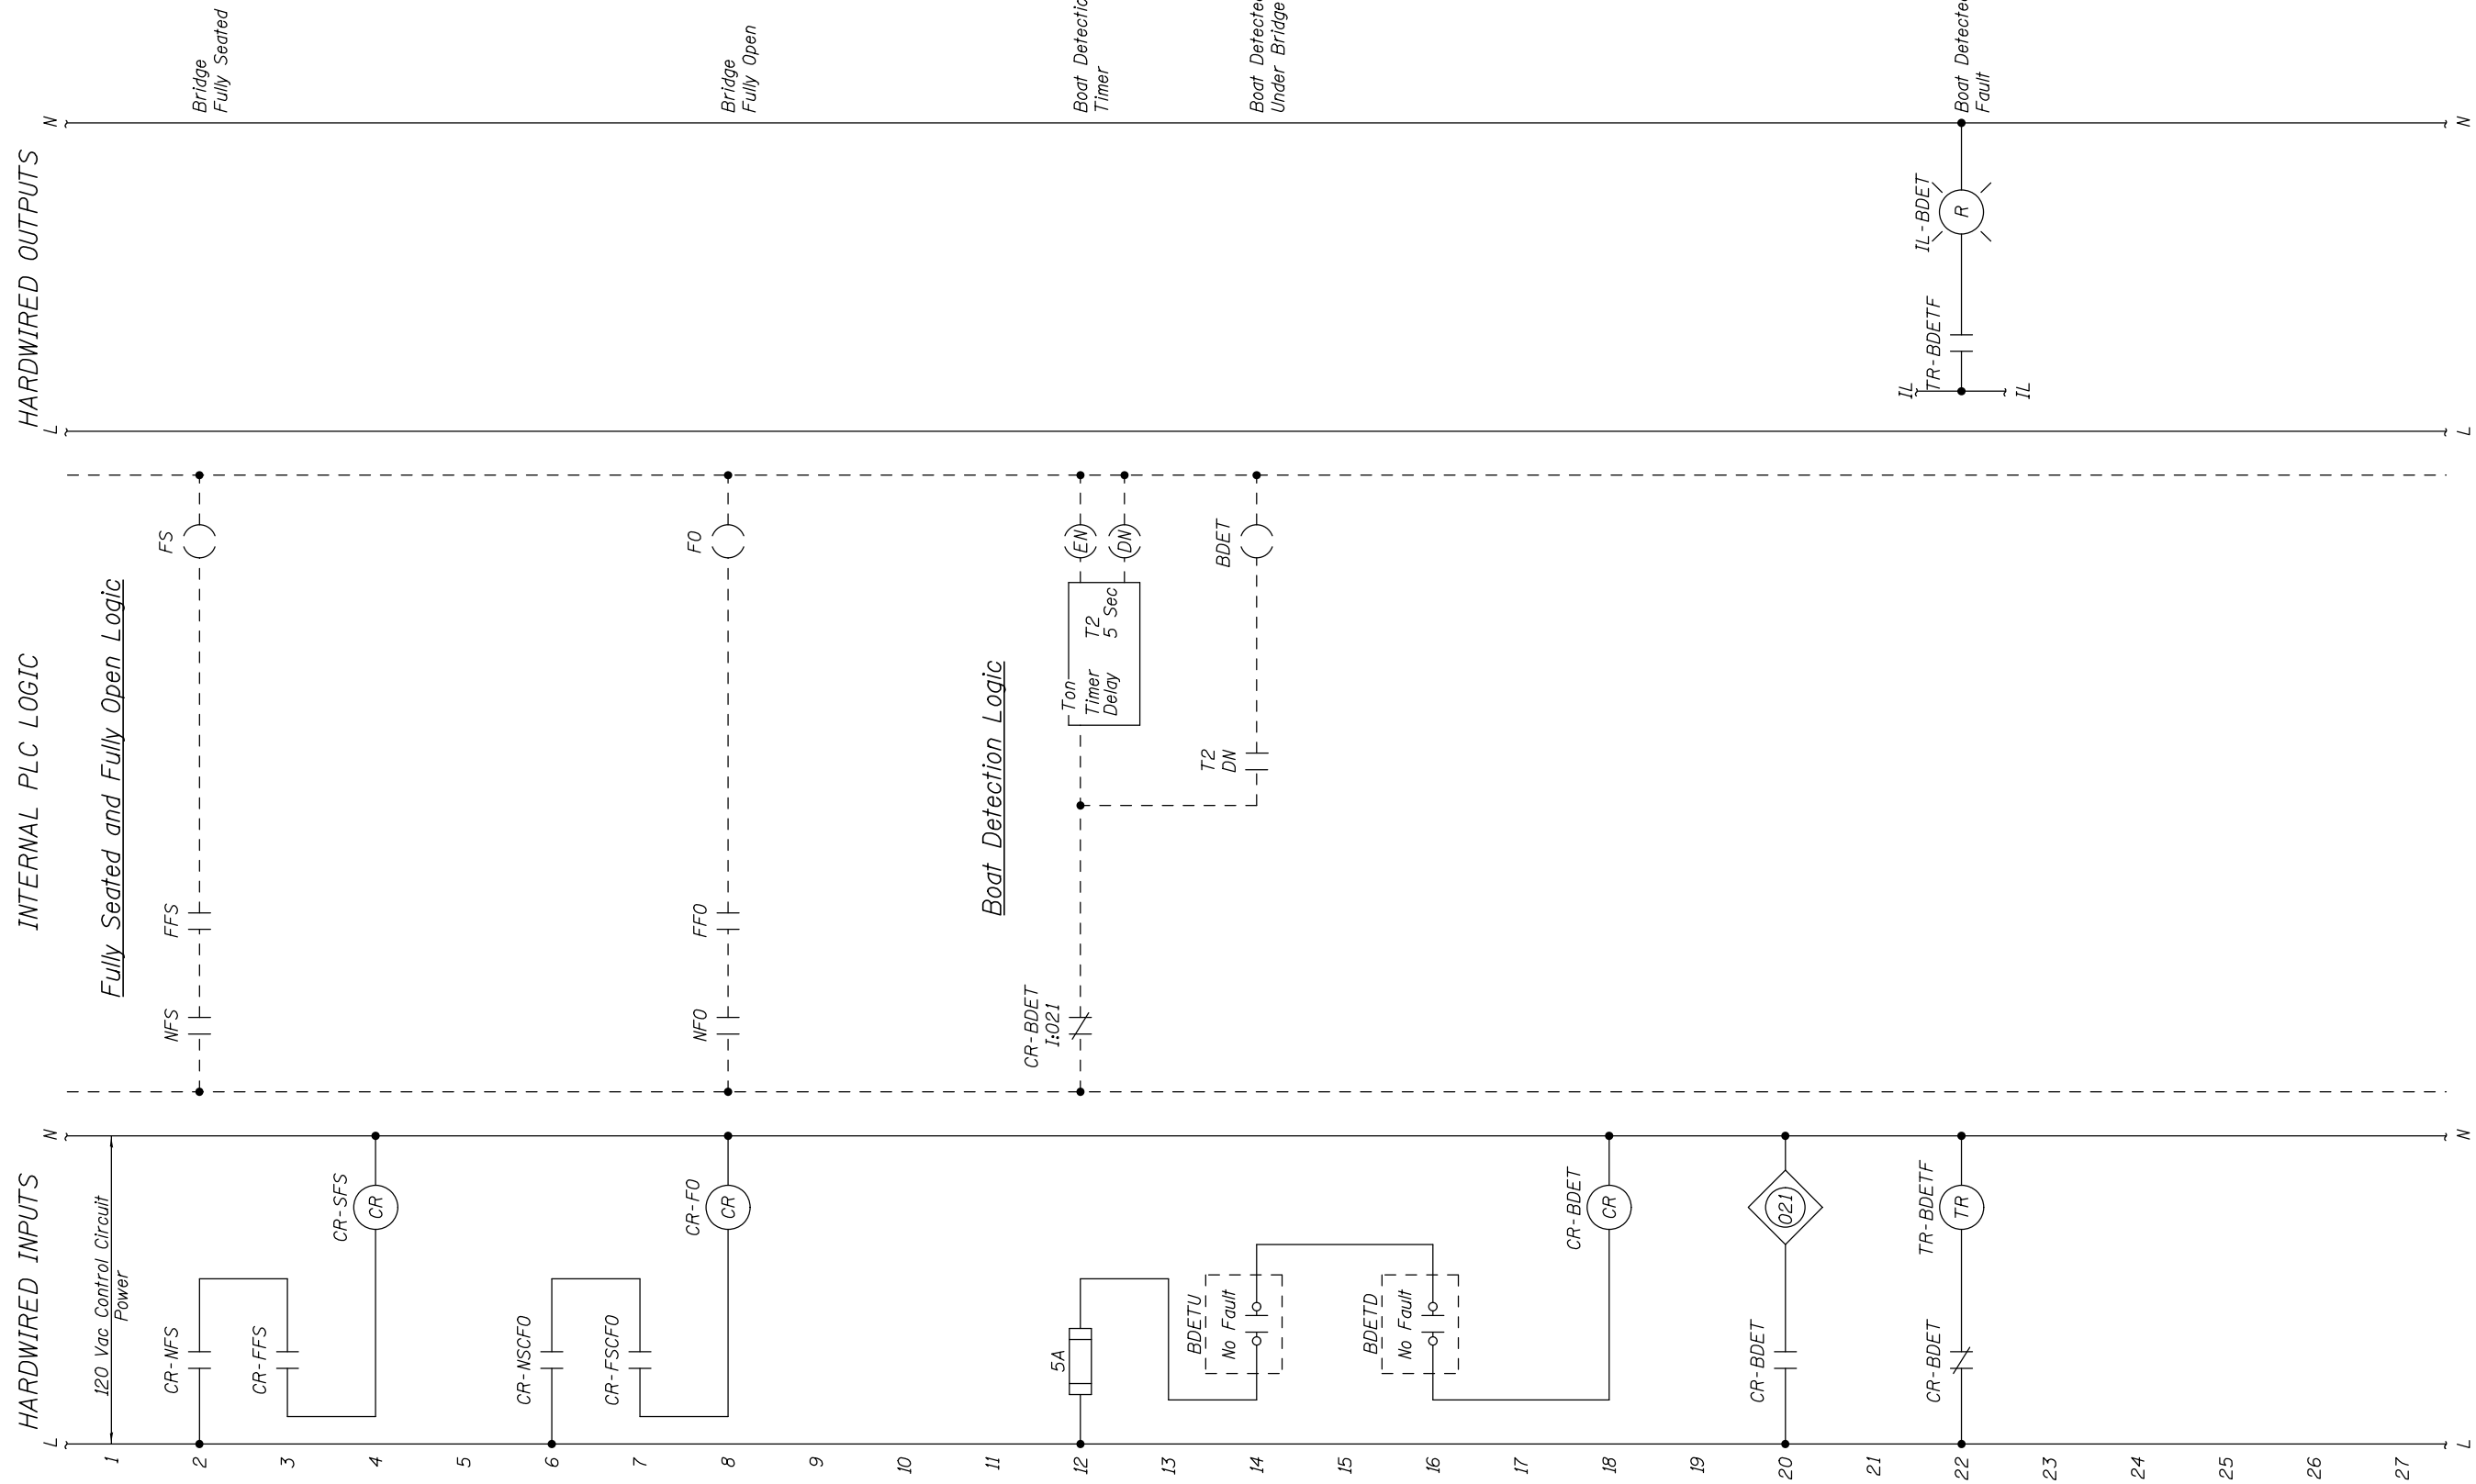 HARDWIRED INPUTS
INTERNAL PLC LOGIC
HARDWIRED OUTPUTS
L
N
L
N
1
120 Vac Control Circuit
Power
Fully Seated and Fully Open Logic
2
CR-NFS
NFS
FFS
FS
Bridge
Fully Seated
3
CR-FFS
4
CR-SFS
CR
5
6
CR-NSCFO
7
CR-FSCFO
8
CR-FO
CR
NFO
FFO
FO
Bridge
Fully Open
9
10
11
Boat Detection Logic
12
5A
CR-BDET
I:021
Ton
Timer T2
Delay 5 Sec
EN
DN
Boat Detection
Timer
13
14
BDETU
No Fault
T2
DN
BDET
Boat Detected
Under Bridge
15
16
BDETD
No Fault
17
18
CR-BDET
CR
19
20
CR-BDET
021
21
22
CR-BDET
TR-BDETF
TR
IL
IL
TR-BDETF
IL-BDET
R
Boat Detected
Fault
23
24
25
26
27
L
N
L
N